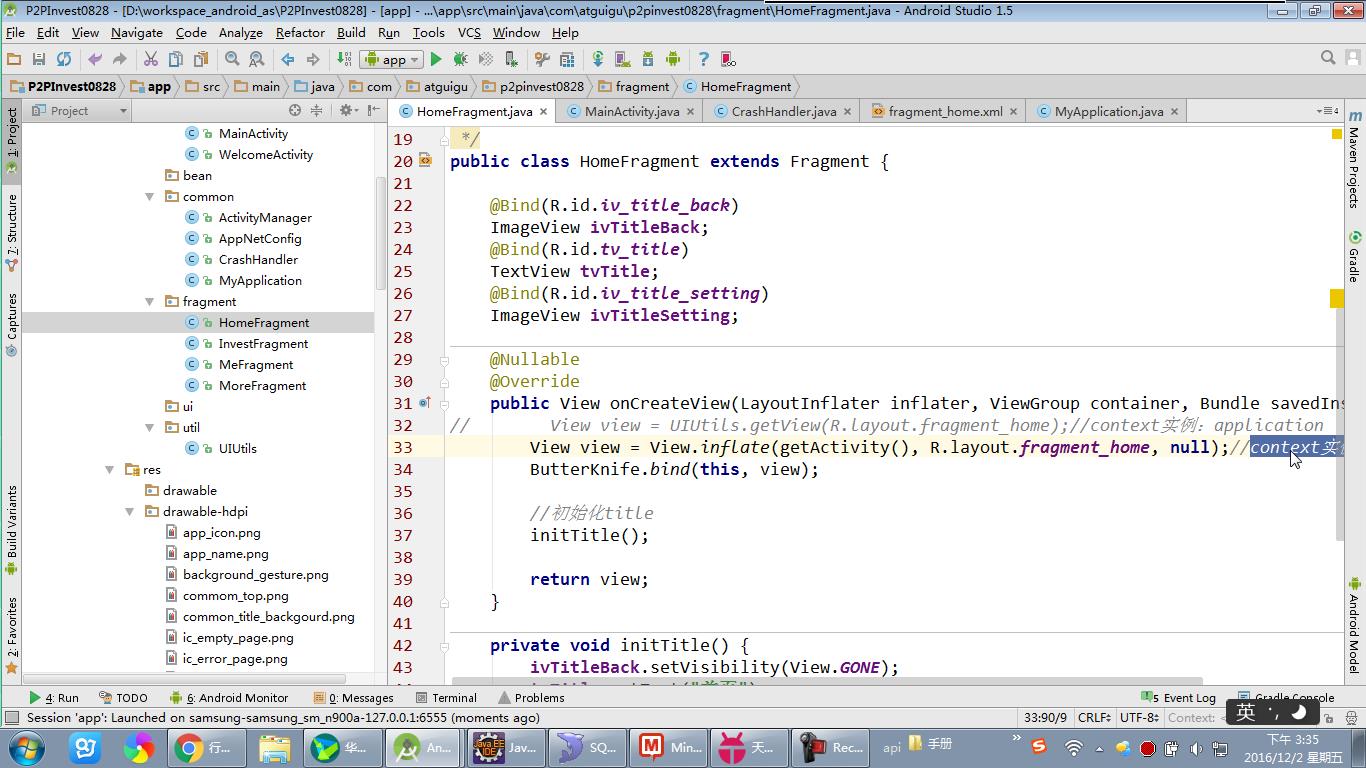 P2PInvest0828 - [D:\workspace_android_as\P2PInvest0828] - [app] - ...\app\src\main\java\com\atguigu\p2pinvest0828\fragment\HomeFragment.java - Android Studio 1.5
File Edit View Navigate Code Analyze Refactor Build Run Tools VCS Window Help
app
P2PInvest0828 app src main java com atguigu p2pinvest0828 fragment HomeFragment
Project
HomeFragment.java MainActivity.java CrashHandler.java fragment_home.xml MyApplication.java
1: Project
7: Structure
Captures
Build Variants
2: Favorites
MainActivity
WelcomeActivity
bean
common
ActivityManager
AppNetConfig
CrashHandler
MyApplication
fragment
HomeFragment
InvestFragment
MeFragment
MoreFragment
ui
util
UIUtils
res
drawable
drawable-hdpi
app_icon.png
app_name.png
background_gesture.png
commom_top.png
common_title_backgourd.png
ic_empty_page.png
ic_error_page.png
19 */
20 public class HomeFragment extends Fragment {
21
22 @Bind(R.id.iv_title_back)
23 ImageView ivTitleBack;
24 @Bind(R.id.tv_title)
25 TextView tvTitle;
26 @Bind(R.id.iv_title_setting)
27 ImageView ivTitleSetting;
28
29 @Nullable
30 @Override
31 public View onCreateView(LayoutInflater inflater, ViewGroup container, Bundle savedIns
32 // View view = UIUtils.getView(R.layout.fragment_home);//context实例：application
33 View view = View.inflate(getActivity(), R.layout.fragment_home, null);//context实例
34 ButterKnife.bind(this, view);
35
36 //初始化title
37 initTitle();
38
39 return view;
40 }
41
42 private void initTitle() {
43 ivTitleBack.setVisibility(View.GONE);
Maven Projects
Gradle
Android Model
4: Run TODO 6: Android Monitor 0: Messages Terminal Problems 5 Event Log Gradle Console
Session 'app': Launched on samsung-samsung_sm_n900a-127.0.0.1:6555 (moments ago) 33:90/9 CRLF UTF-8 Context:
英
行... 华... An... Jav... SQ... Min... 天... Rec... api 手册
下午 3:35
2016/12/2 星期五